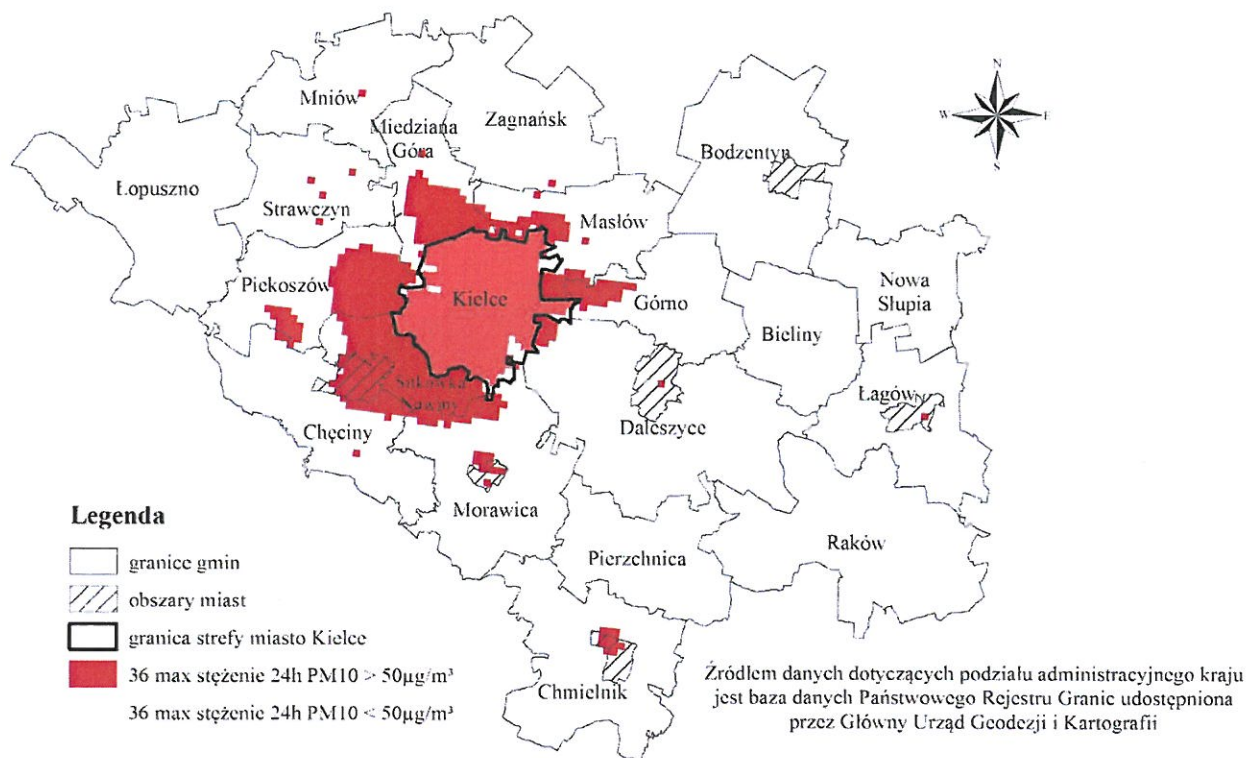 N
W
E
S
Mniów
Zagnańsk
Miedziana
Góra
Bodzentyn
Łopuszno
Strawczyn
Masłów
Piekoszów
Kielce
Górno
Nowa
Słupia
Bieliny
Sitkówka
Nowiny
Łagów
Chęciny
Daleszyce
Morawica
Pierzchnica
Raków
Chmielnik
Legenda
granice gmin
obszary miast
granica strefy miasto Kielce
36 max stężenie 24h PM10 > 50µg/m³
36 max stężenie 24h PM10 < 50µg/m³
Źródłem danych dotyczących podziału administracyjnego kraju
jest baza danych Państwowego Rejestru Granic udostępniona
przez Główny Urząd Geodezji i Kartografii